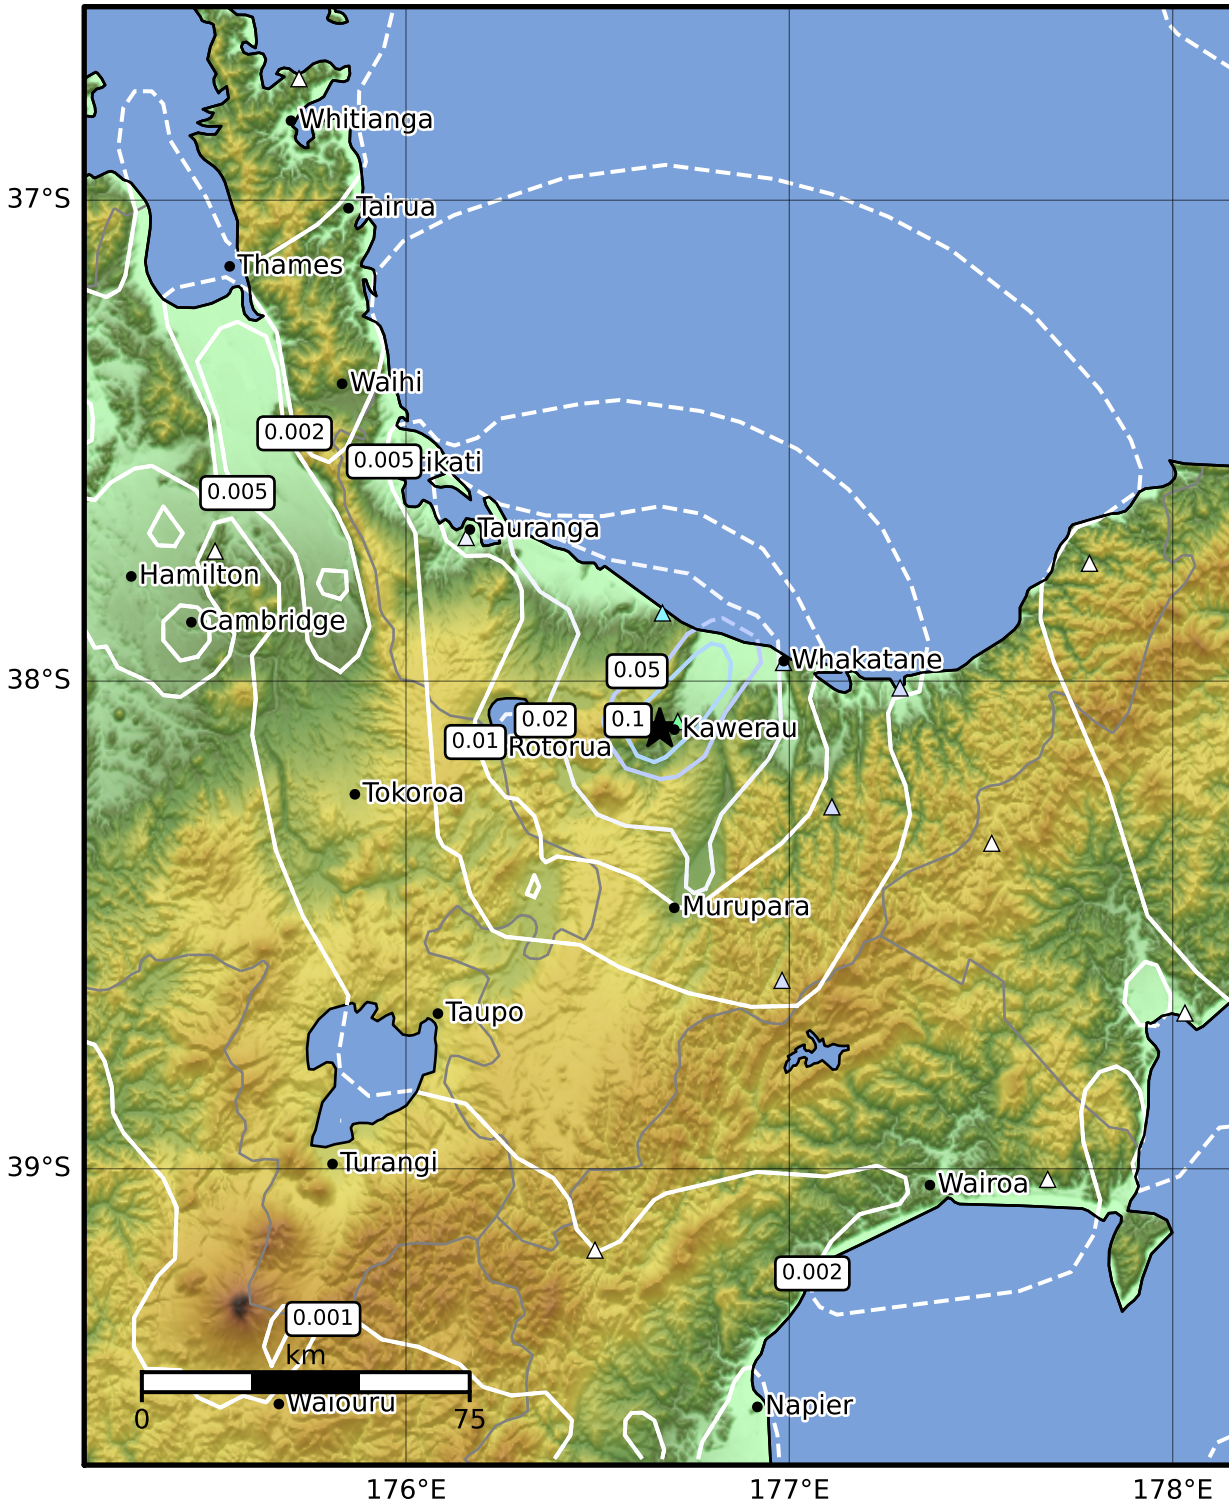 Whitianga
37°S
Tairua
Thames
Waihi
0.002
0.005
tikati
0.005
Tauranga
Hamilton
Cambridge
Whakatane
0.05
38°S
0.02
0.1
Kawerau
0.01
Rotorua
Tokoroa
Murupara
Taupo
Turangi
39°S
Wairoa
0.002
0.001
km
Waiouru
Napier
0
75
176°E
177°E
178°E